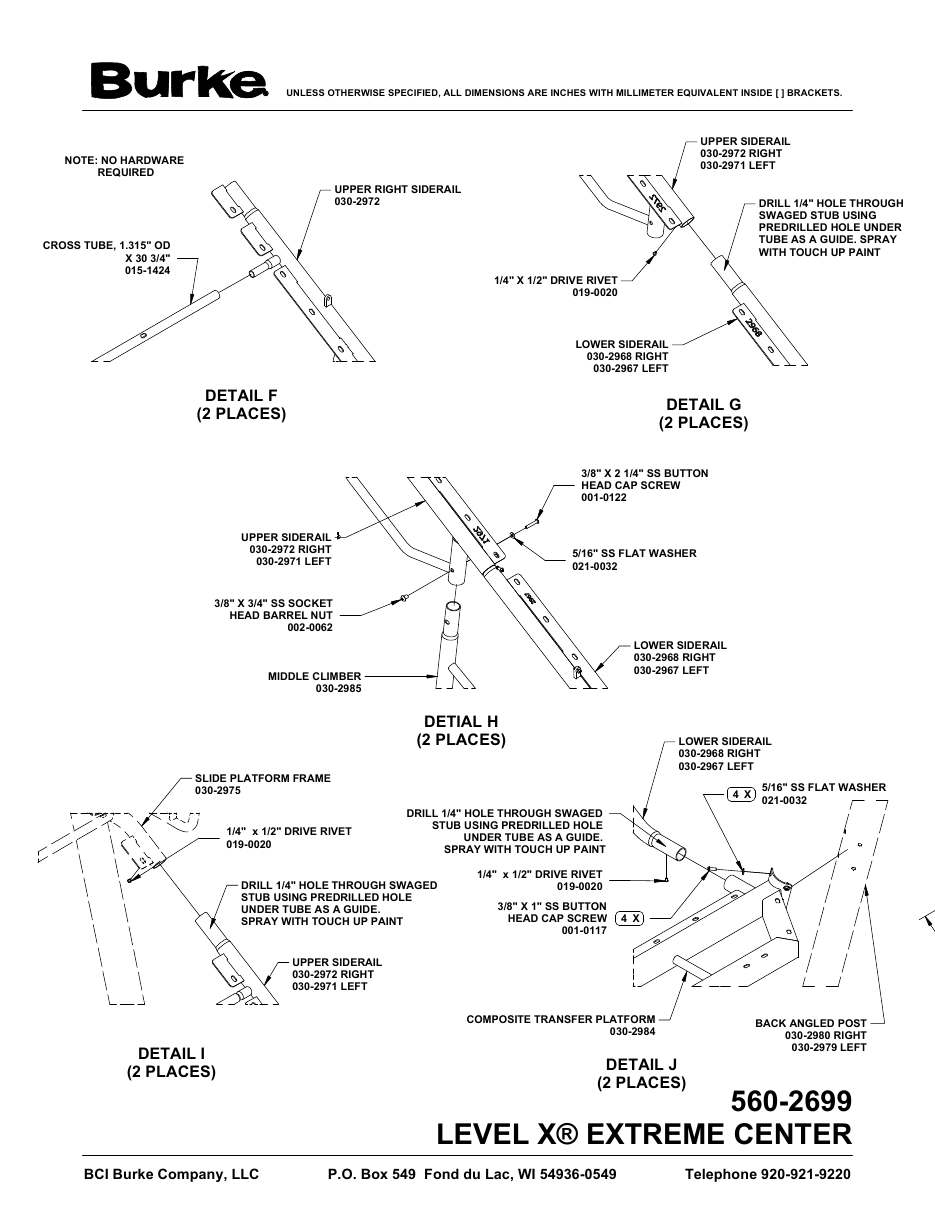 Burke
UNLESS OTHERWISE SPECIFIED, ALL DIMENSIONS ARE INCHES WITH MILLIMETER EQUIVALENT INSIDE [ ] BRACKETS.
NOTE: NO HARDWARE
REQUIRED
UPPER RIGHT SIDERAIL
030-2972
CROSS TUBE, 1.315" OD
X 30 3/4"
015-1424
DETAIL F
(2 PLACES)
UPPER SIDERAIL
030-2972 RIGHT
030-2971 LEFT
2972
DRILL 1/4" HOLE THROUGH
SWAGED STUB USING
PREDRILLED HOLE UNDER
TUBE AS A GUIDE. SPRAY
WITH TOUCH UP PAINT
1/4" X 1/2" DRIVE RIVET
019-0020
2968
LOWER SIDERAIL
030-2968 RIGHT
030-2967 LEFT
DETAIL G
(2 PLACES)
3/8" X 2 1/4" SS BUTTON
HEAD CAP SCREW
001-0122
UPPER SIDERAIL
030-2972 RIGHT
030-2971 LEFT
2971
5/16" SS FLAT WASHER
021-0032
3/8" X 3/4" SS SOCKET
HEAD BARREL NUT
002-0062
2967
LOWER SIDERAIL
030-2968 RIGHT
030-2967 LEFT
MIDDLE CLIMBER
030-2985
DETIAL H
(2 PLACES)
SLIDE PLATFORM FRAME
030-2975
1/4"  x 1/2" DRIVE RIVET
019-0020
DRILL 1/4" HOLE THROUGH SWAGED
STUB USING PREDRILLED HOLE
UNDER TUBE AS A GUIDE.
SPRAY WITH TOUCH UP PAINT
UPPER SIDERAIL
030-2972 RIGHT
030-2971 LEFT
DETAIL I
(2 PLACES)
LOWER SIDERAIL
030-2968 RIGHT
030-2967 LEFT
4 X
5/16" SS FLAT WASHER
021-0032
DRILL 1/4" HOLE THROUGH SWAGED
STUB USING PREDRILLED HOLE
UNDER TUBE AS A GUIDE.
SPRAY WITH TOUCH UP PAINT
1/4"  x 1/2" DRIVE RIVET
019-0020
3/8" X 1" SS BUTTON
HEAD CAP SCREW
001-0117
4 X
COMPOSITE TRANSFER PLATFORM
030-2984
BACK ANGLED POST
030-2980 RIGHT
030-2979 LEFT
DETAIL J
(2 PLACES)
560-2699
LEVEL X® EXTREME CENTER
BCI Burke Company, LLC
P.O. Box 549  Fond du Lac, WI 54936-0549
Telephone 920-921-9220